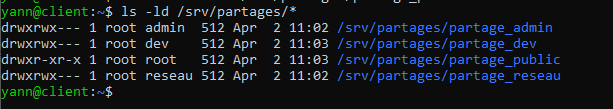 yann@client:~$ ls -ld /srv/partages/*
drwxrwx--- 1 root admin  512 Apr  2 11:02 /srv/partages/partage_admin
drwxrwx--- 1 root dev    512 Apr  2 11:03 /srv/partages/partage_dev
drwxr-xr-x 1 root root   512 Apr  2 11:03 /srv/partages/partage_public
drwxrwx--- 1 root reseau 512 Apr  2 11:02 /srv/partages/partage_reseau
yann@client:~$